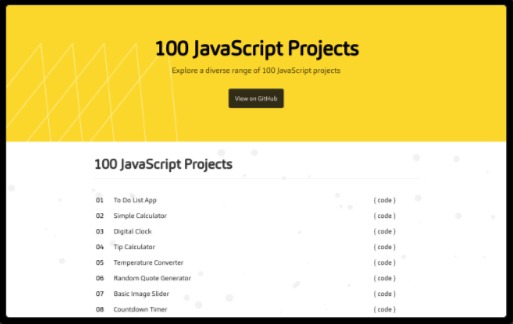 100 JavaScript Projects
Explore a diverse range of 100 JavaScript projects
View on GitHub
100 JavaScript Projects
01 To Do List App { code }
02 Simple Calculator { code }
03 Digital Clock { code }
04 Tip Calculator { code }
05 Temperature Converter { code }
06 Random Quote Generator { code }
07 Basic Image Slider { code }
08 Countdown Timer { code }